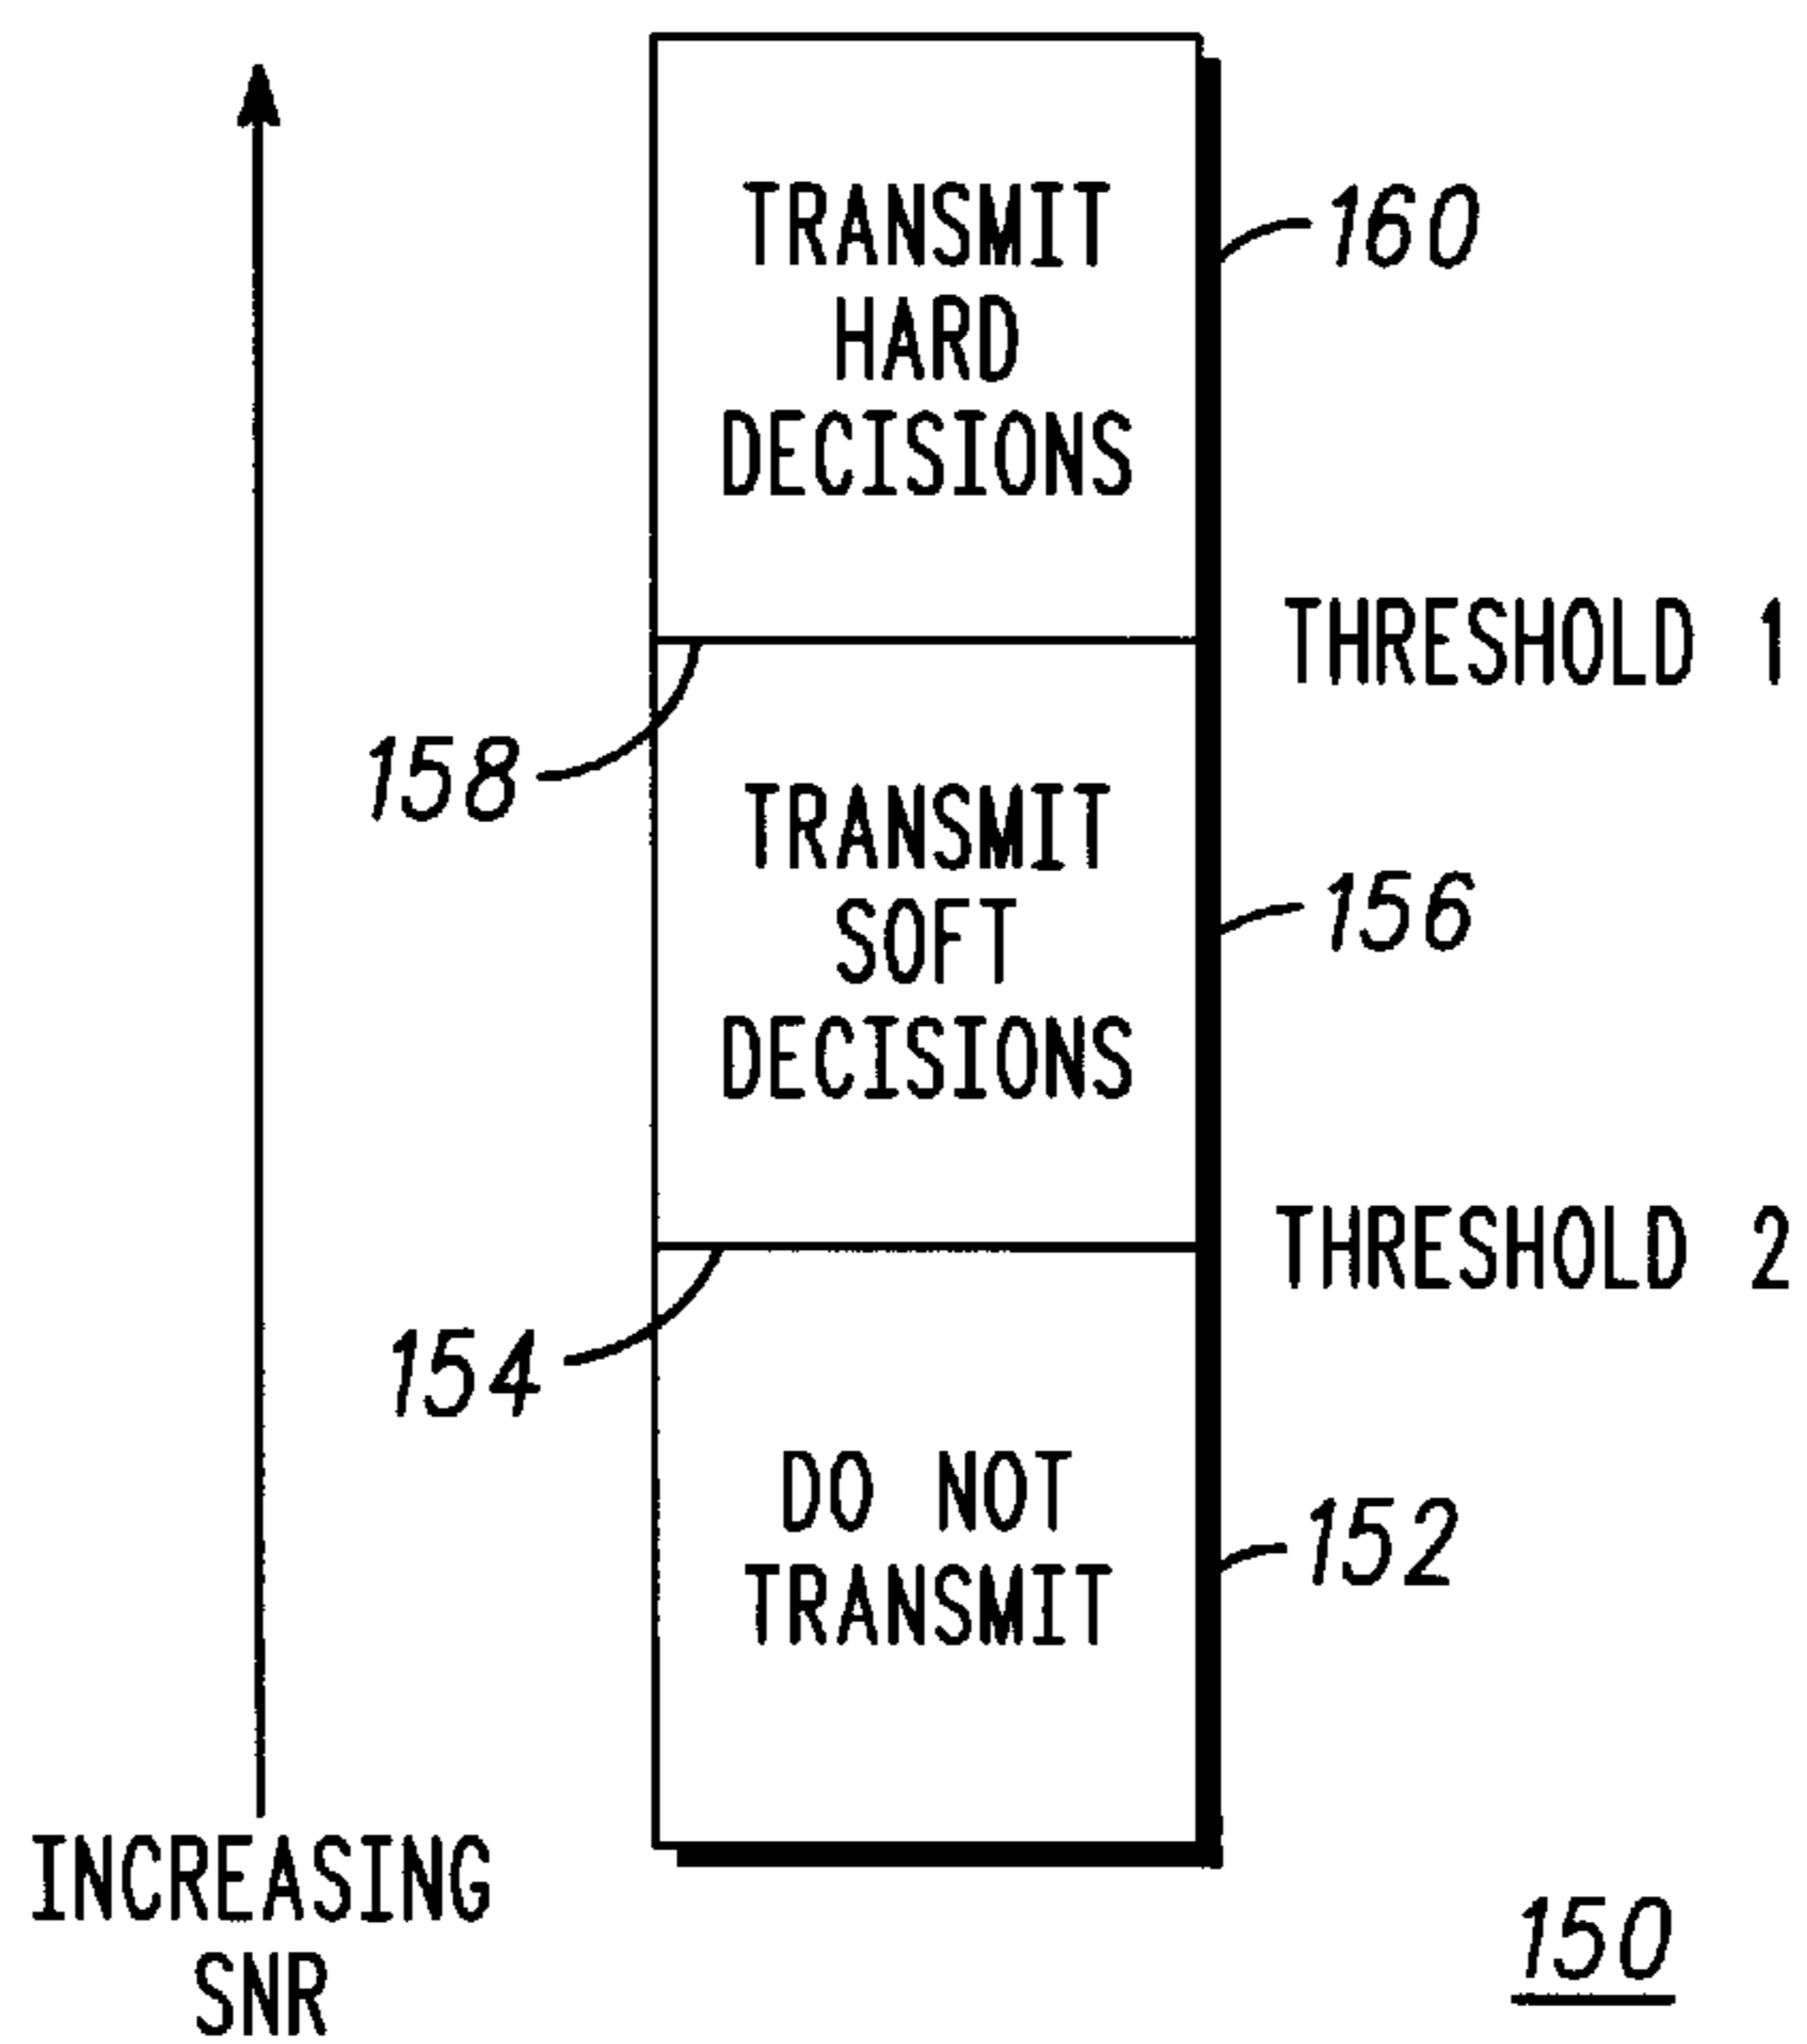 TRANSMIT
HARD
DECISIONS
160
THRESHOLD 1
158
TRANSMIT
SOFT
DECISIONS
156
THRESHOLD 2
154
DO NOT
TRANSMIT
152
INCREASING
SNR
150